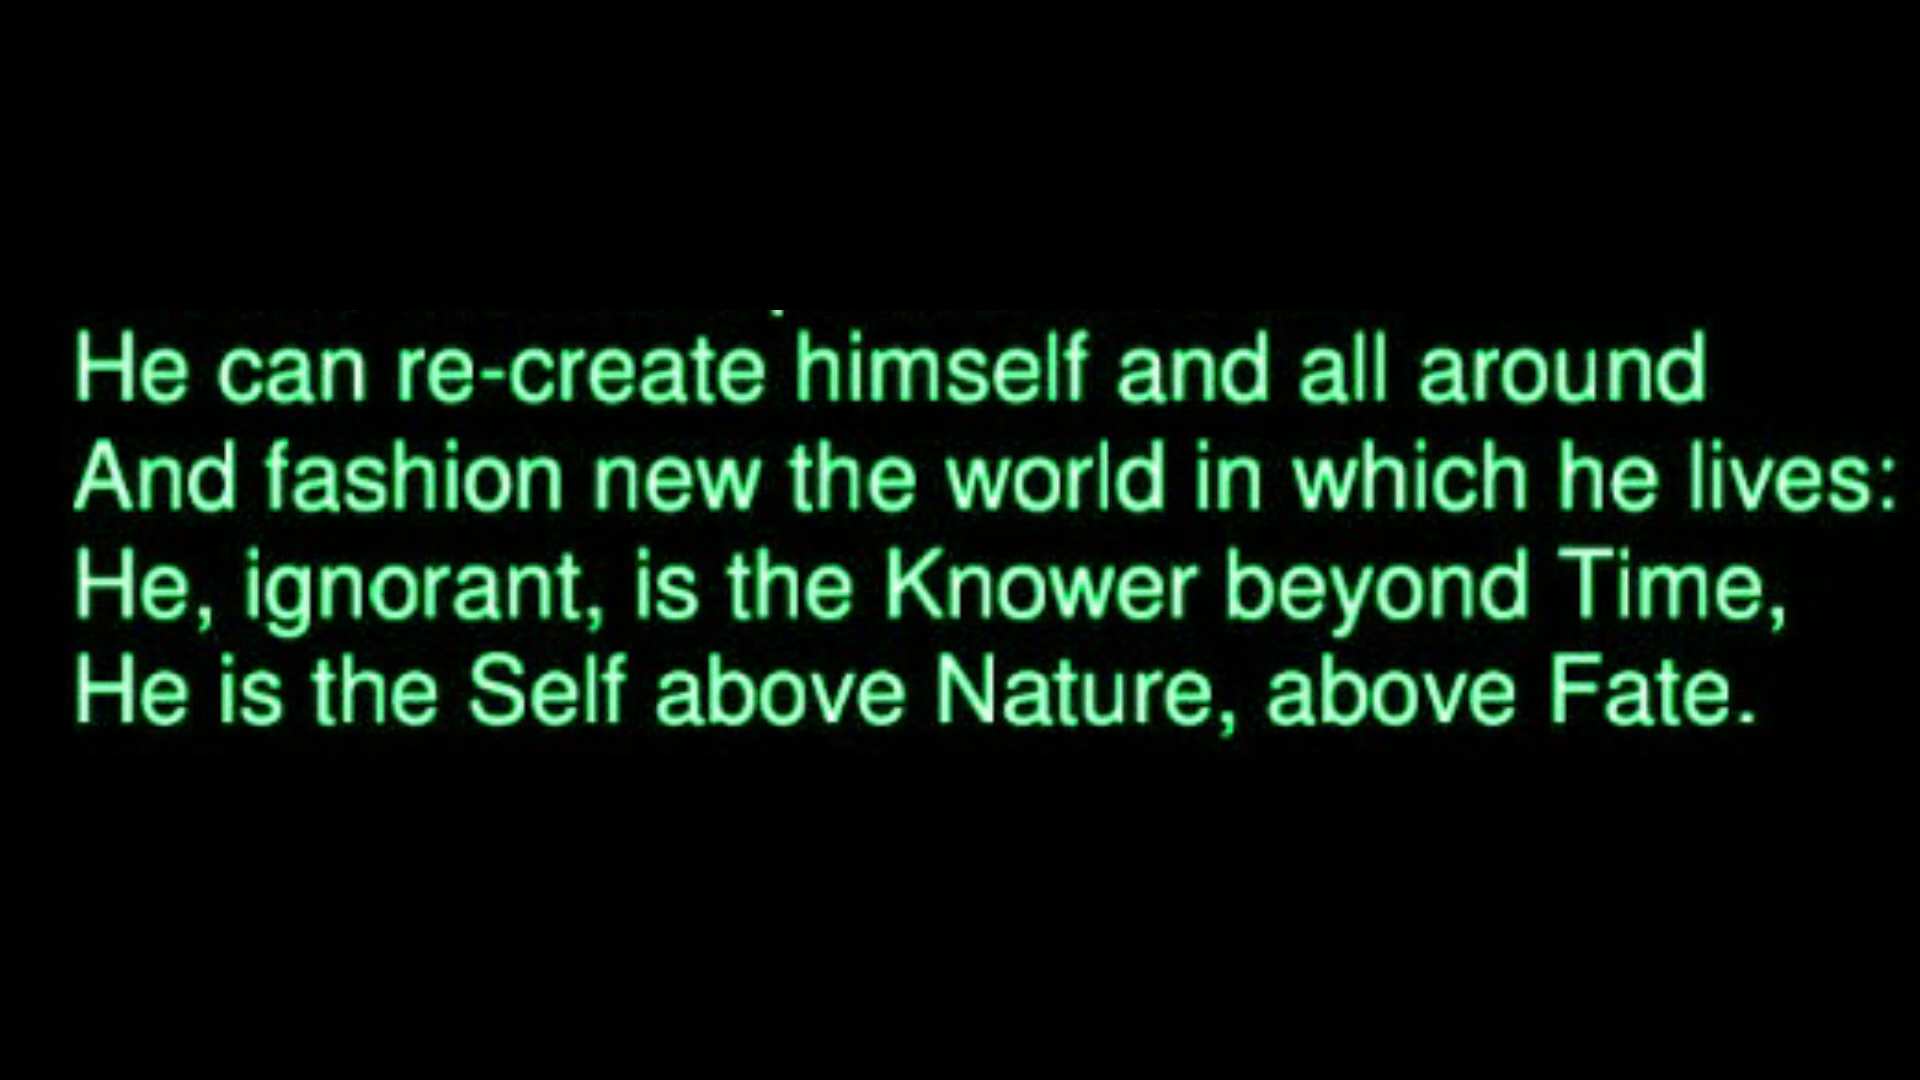 He can re-create himself and all around
And fashion new the world in which he lives:
He, ignorant, is the Knower beyond Time,
He is the Self above Nature, above Fate.